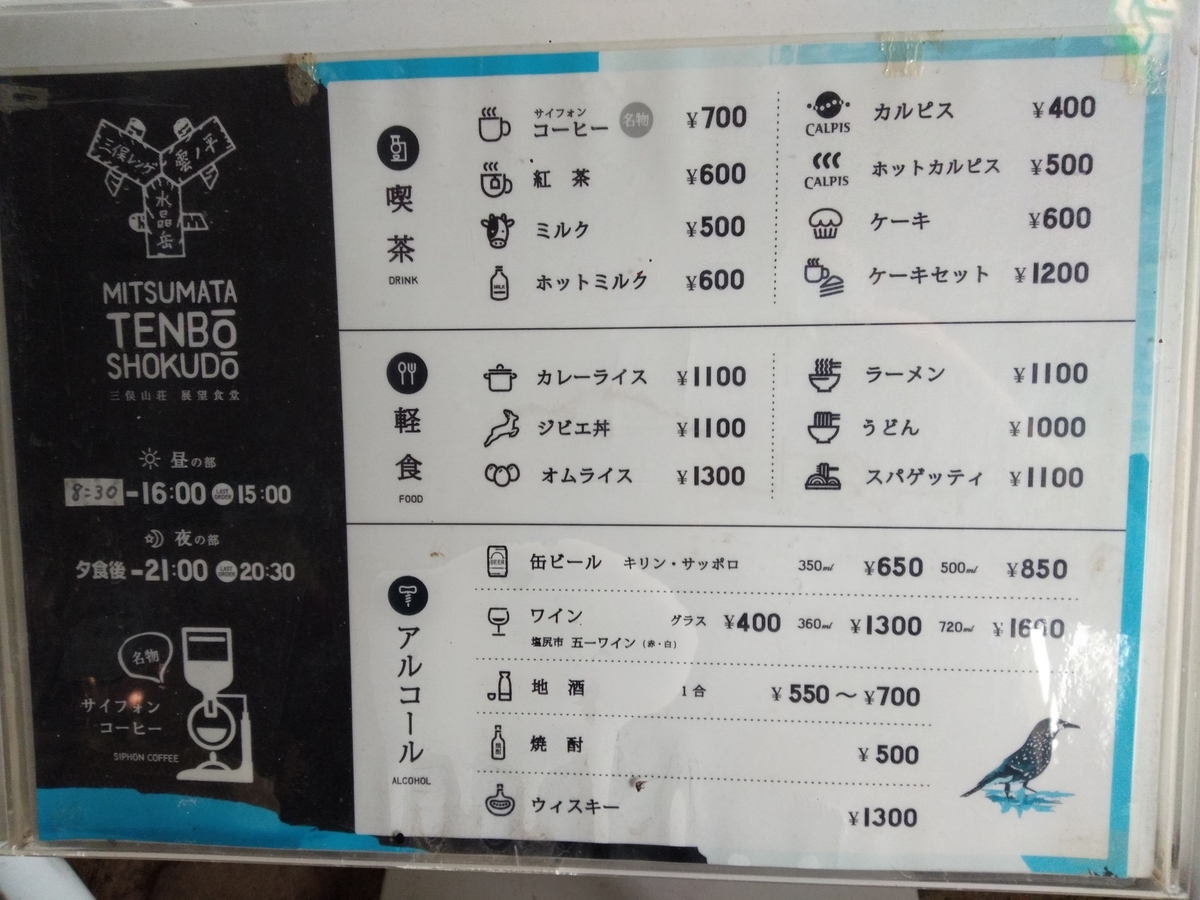 三俣レンゲ
雲ノ平
水晶岳
MITSUMATA
TENBō
SHOKUDō
三俣山荘 展望食堂
昼の部
8:30-16:00 LAST ORDER 15:00
夜の部
夕食後-21:00 LAST ORDER 20:30
名物
サイフォン
コーヒー
SIPHON COFFEE
喫茶
DRINK
サイフォン
コーヒー 名物 ¥700
紅茶 ¥600
ミルク ¥500
MILK
ホットミルク ¥600
CALPIS
カルピス ¥400
CALPIS
ホットカルピス ¥500
ケーキ ¥600
ケーキセット ¥1200
軽食
FOOD
カレーライス ¥1100
ジビエ丼 ¥1100
オムライス ¥1300
ラーメン ¥1100
うどん ¥1000
スパゲッティ ¥1100
アルコール
ALCOHOL
BEER
缶ビール キリン・サッポロ 350ml ¥650 500ml ¥850
ワイン グラス ¥400 360ml ¥1300 720ml
塩尻市 五一ワイン (赤・白)
地酒 1合 ¥550〜¥700
焼酎
焼酎 ¥500
ウィスキー ¥1300